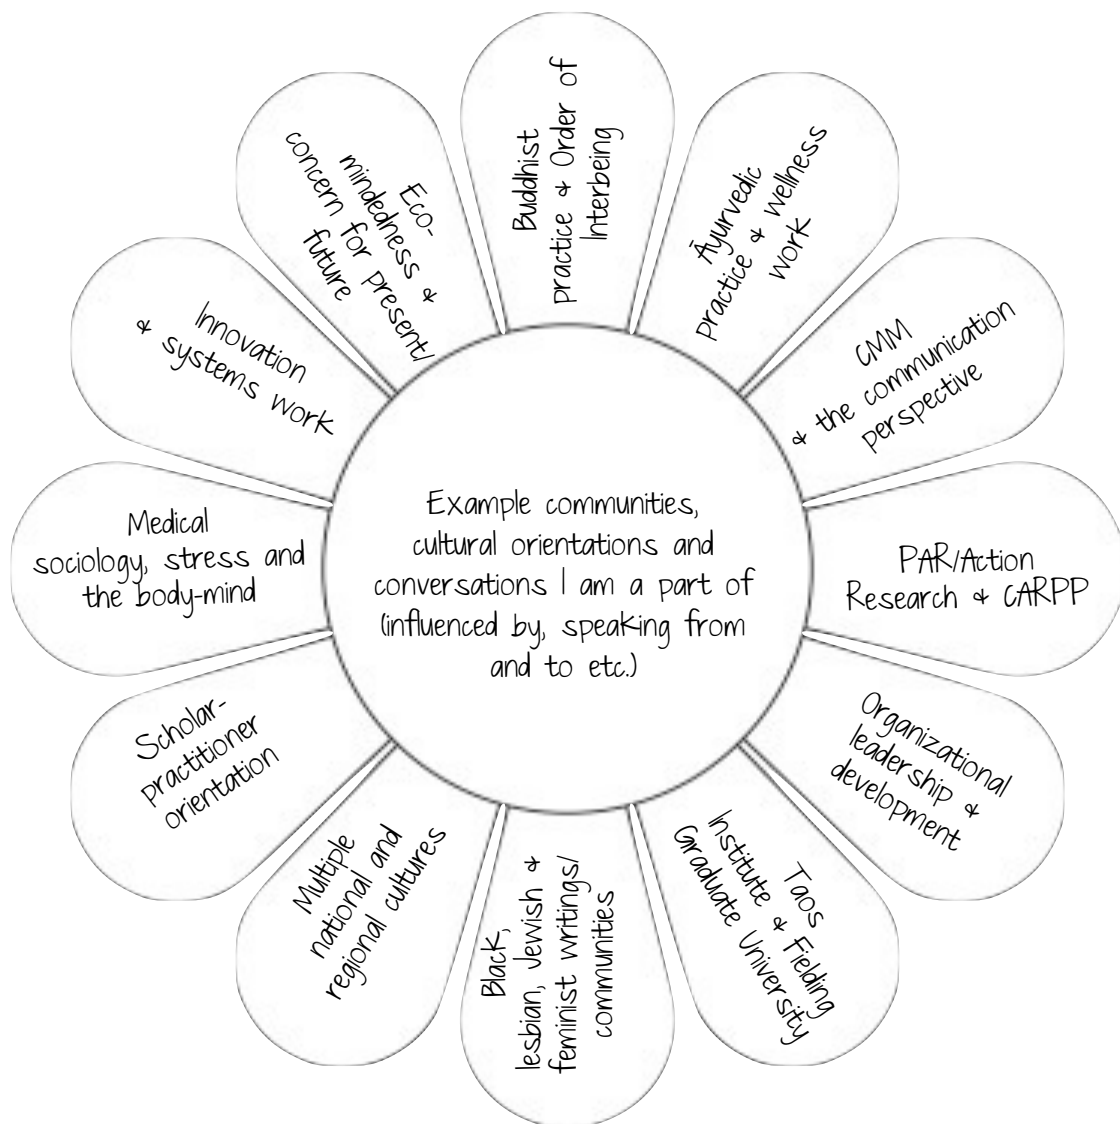 Example communities,
cultural orientations and
conversations I am a part of
(influenced by, speaking from
and to etc.)
Buddhist
practice & Order of
Interbeing
Âyurvedic
practice & wellness
work
CMM
& the communication
perspective
PAR/Action
Research & CARPP
Organizational
leadership &
development
Taos
Institute & Fielding
Graduate University
Black,
lesbian, Jewish &
feminist writings/
communities
Multiple
national and
regional cultures
Scholar-
practitioner
orientation
Medical
sociology, stress and
the body-mind
Innovation
& systems work
Eco-
mindedness &
concern for present/
future